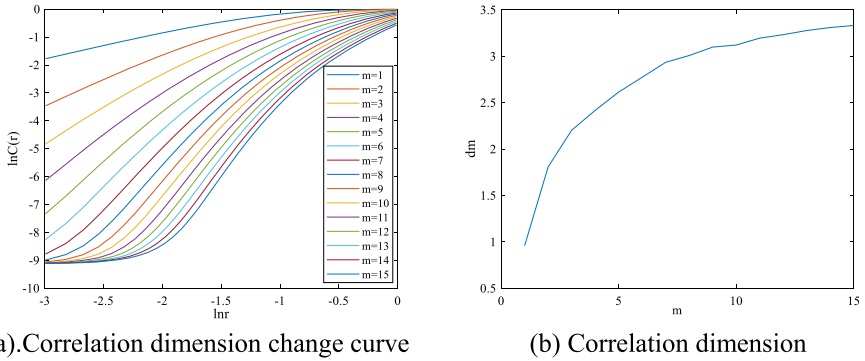 0
-1
-2
-3
-4
-5
-6
-7
-8
-9
-10
lnC(r)
-3
-2.5
-2
-1.5
-1
-0.5
0
lnr
m=1
m=2
m=3
m=4
m=5
m=6
m=7
m=8
m=9
m=10
m=11
m=12
m=13
m=14
m=15
a).Correlation dimension change curve
3.5
3
2.5
2
1.5
1
0.5
dm
0
5
10
15
m
(b) Correlation dimension